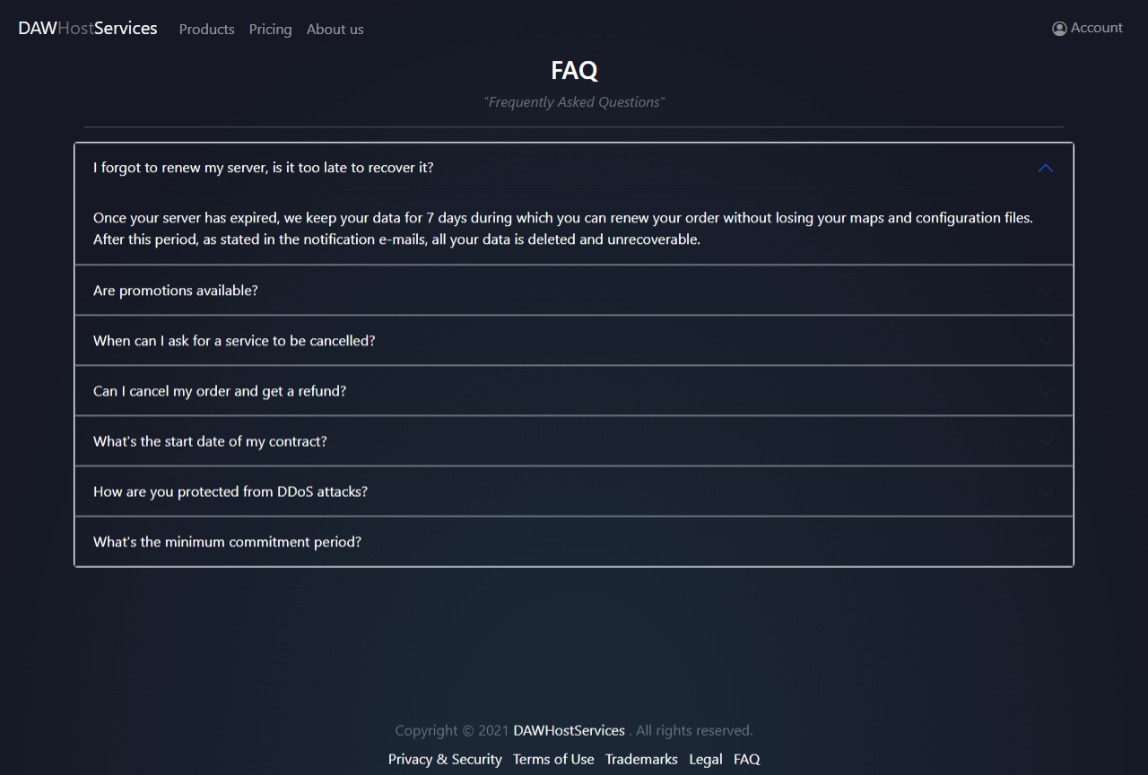 DAWHostServices Products Pricing About us Account
FAQ
"Frequently Asked Questions"
I forgot to renew my server, is it too late to recover it?
Once your server has expired, we keep your data for 7 days during which you can renew your order without losing your maps and configuration files.
After this period, as stated in the notification e-mails, all your data is deleted and unrecoverable.
Are promotions available?
When can I ask for a service to be cancelled?
Can I cancel my order and get a refund?
What's the start date of my contract?
How are you protected from DDoS attacks?
What's the minimum commitment period?
Copyright © 2021 DAWHostServices . All rights reserved.
Privacy & Security Terms of Use Trademarks Legal FAQ